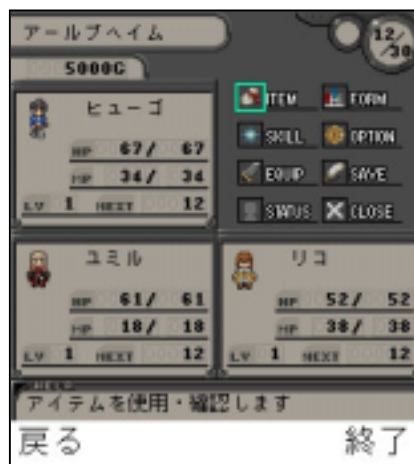 アールブヘイム
12/30
5000G
ヒューゴ
HP 67/ 67
MP 34/ 34
LV 1 NEXT 12
ITEM FORM
SKILL OPTION
EQUIP SAVE
STATUS CLOSE
ユミル
HP 61/ 61
MP 18/ 18
LV 1 NEXT 12
リコ
HP 52/ 52
MP 38/ 38
LV 1 NEXT 12
HELP
アイテムを使用・確認します
戻る 終了